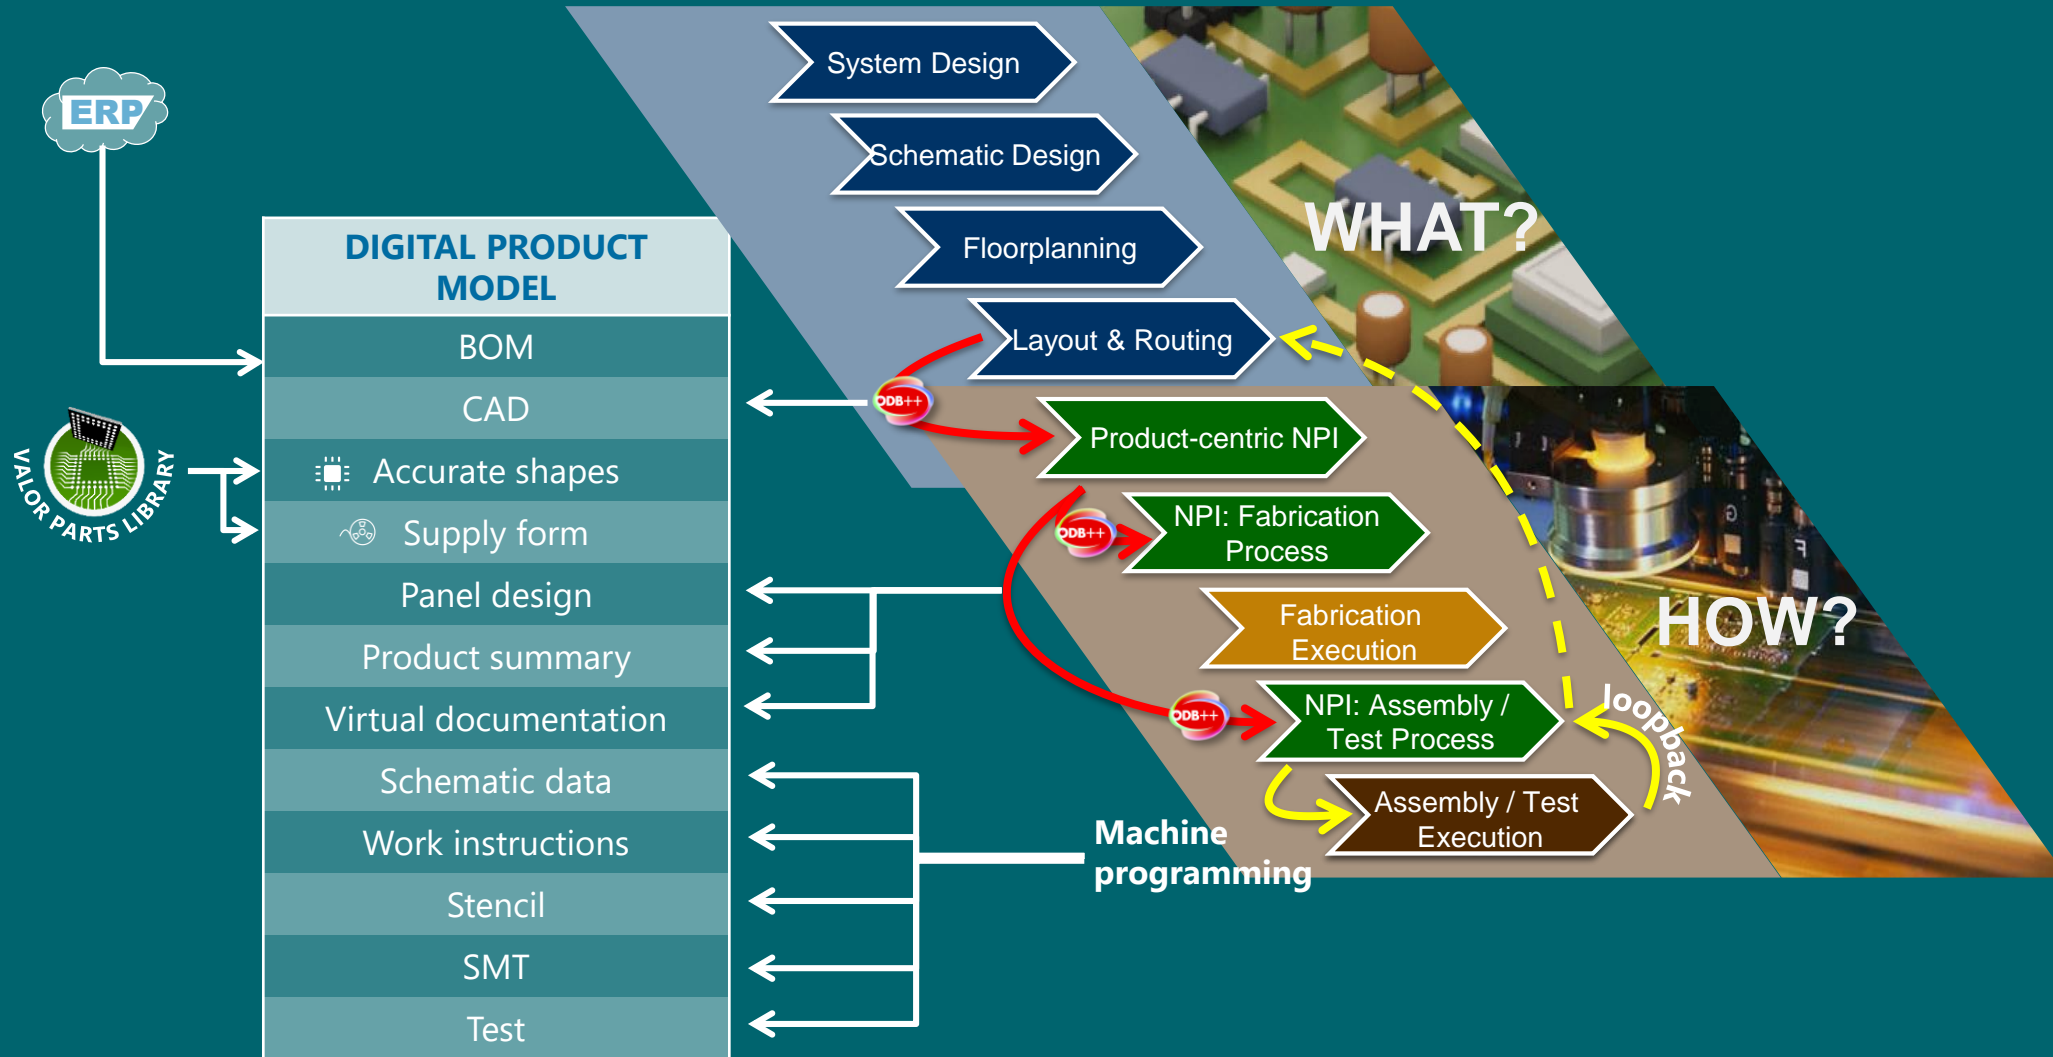 ERP
VALOR PARTS LIBRARY
DIGITAL PRODUCT
MODEL
BOM
CAD
Accurate shapes
Supply form
Panel design
Product summary
Virtual documentation
Schematic data
Work instructions
Stencil
SMT
Test
System Design
Schematic Design
Floorplanning
Layout & Routing
ODB++
Product-centric NPI
ODB++
NPI: Fabrication
Process
Fabrication
Execution
ODB++
NPI: Assembly /
Test Process
Assembly / Test
Execution
loopback
Machine
programming
WHAT?
HOW?